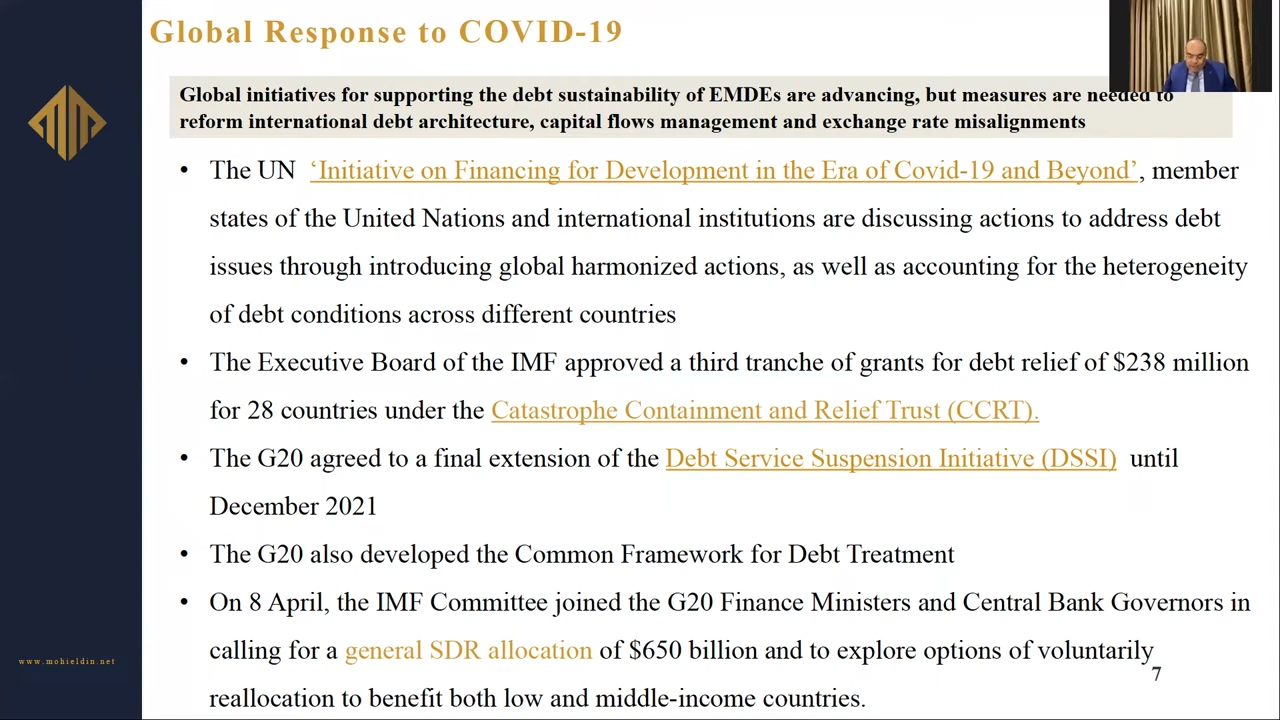 Global Response to COVID-19
Global initiatives for supporting the debt sustainability of EMDEs are advancing, but measures are needed to
reform international debt architecture, capital flows management and exchange rate misalignments
• The UN ‘Initiative on Financing for Development in the Era of Covid-19 and Beyond’, member
states of the United Nations and international institutions are discussing actions to address debt
issues through introducing global harmonized actions, as well as accounting for the heterogeneity
of debt conditions across different countries
• The Executive Board of the IMF approved a third tranche of grants for debt relief of $238 million
for 28 countries under the Catastrophe Containment and Relief Trust (CCRT).
• The G20 agreed to a final extension of the Debt Service Suspension Initiative (DSSI) until
December 2021
• The G20 also developed the Common Framework for Debt Treatment
• On 8 April, the IMF Committee joined the G20 Finance Ministers and Central Bank Governors in
calling for a general SDR allocation of $650 billion and to explore options of voluntarily
reallocation to benefit both low and middle-income countries.
www.mohieldin.net
7